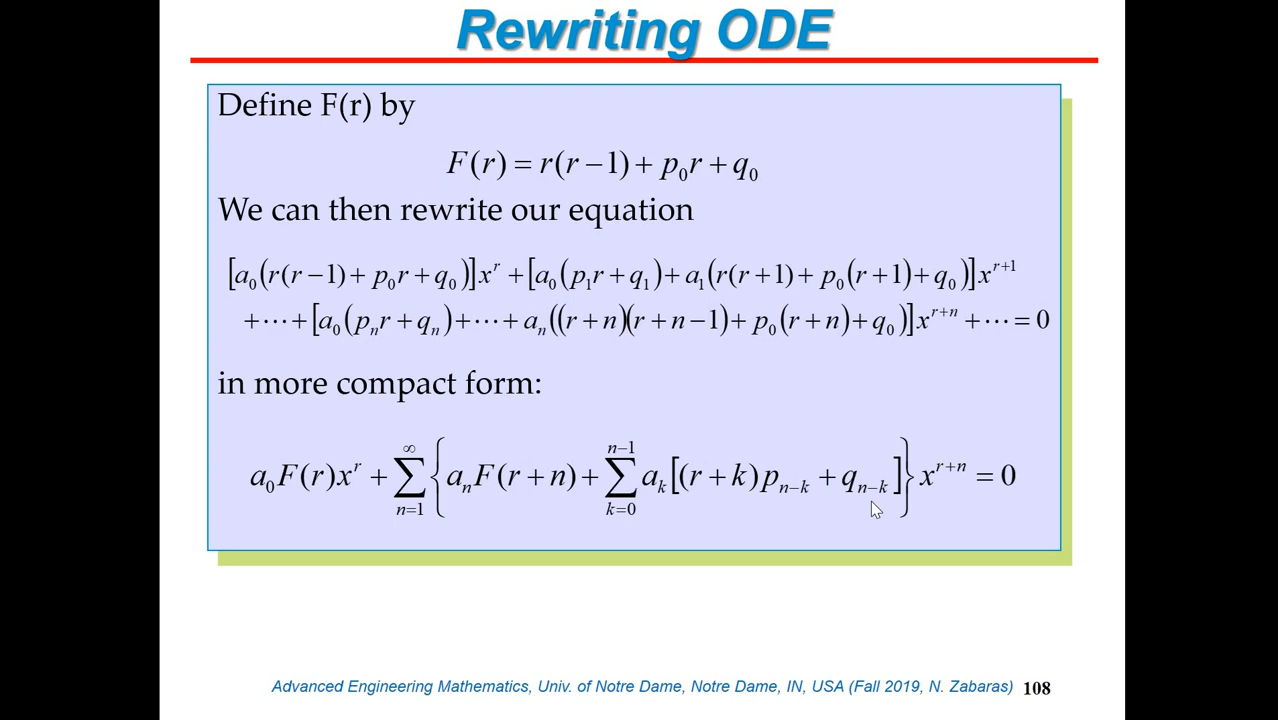 Rewriting ODE
Define F(r) by
F(r) = r(r − 1) + p₀r + q₀
We can then rewrite our equation
[a₀(r(r − 1) + p₀r + q₀)]xʳ + [a₀(p₁r + q₁) + a₁(r(r + 1) + p₀(r + 1) + q₀)]xʳ⁺¹
+ ⋯ + [a₀(pₙr + qₙ) + ⋯ + aₙ((r + n)(r + n − 1) + p₀(r + n) + q₀)]xʳ⁺ⁿ + ⋯ = 0
in more compact form:
a₀F(r)xʳ + ∑_{n=1}^{∞} {aₙF(r + n) + ∑_{k=0}^{n−1} aₖ[(r + k)pₙ₋ₖ + qₙ₋ₖ]} xʳ⁺ⁿ = 0
Advanced Engineering Mathematics, Univ. of Notre Dame, Notre Dame, IN, USA (Fall 2019, N. Zabaras) 108